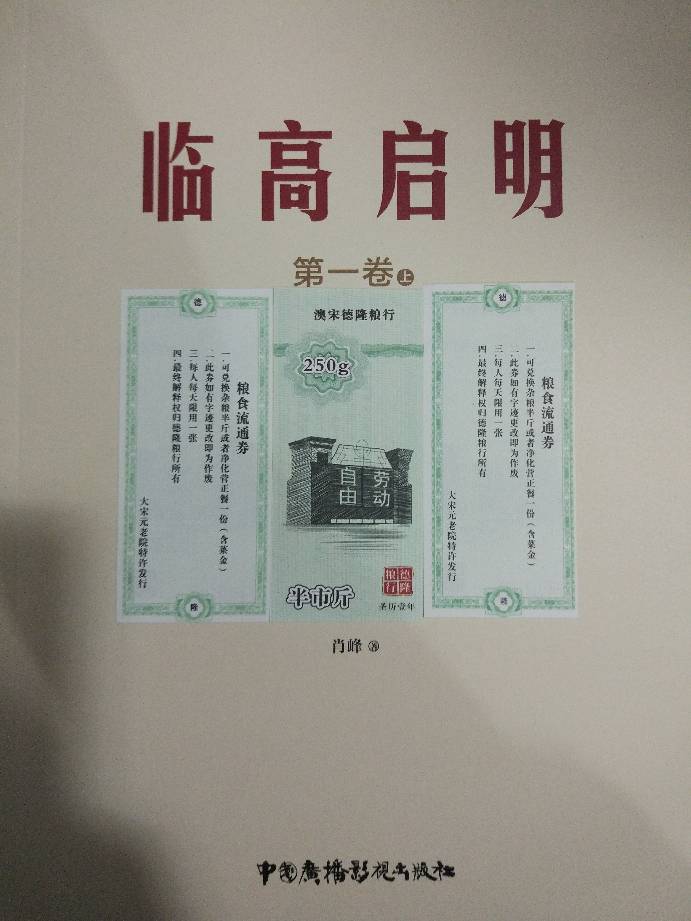 临高启明
第一卷上
德
粮食流通券
一.可兑换杂粮半斤或者净化营正餐一份（含菜金）
二.此券如有字迹更改即为作废
三.每人每天限用一张
四.最终解释权归德隆粮行所有
大宋元老院特许发行
隆
澳宋德隆粮行
250g
劳动
自由
半市斤
德隆
粮行
圣历壹年
德
粮食流通券
一.可兑换杂粮半斤或者净化营正餐一份（含菜金）
二.此券如有字迹更改即为作废
三.每人每天限用一张
四.最终解释权归德隆粮行所有
大宋元老院特许发行
隆
肖峰 著
中国廣播影視出版社